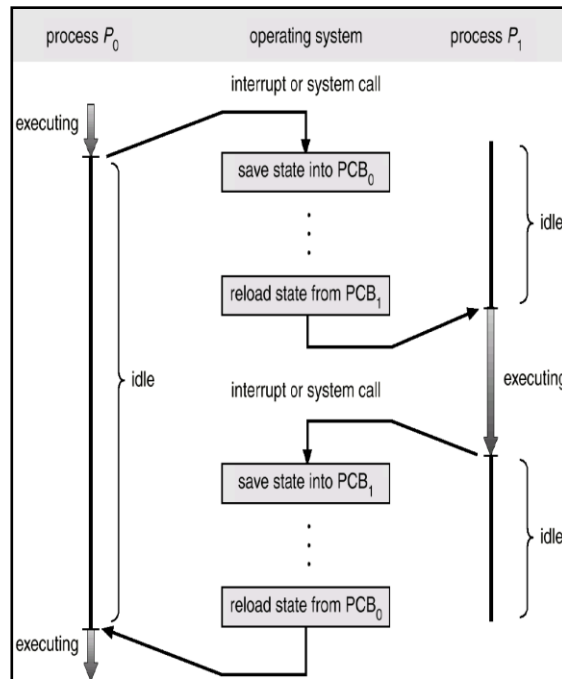 process P₀ operating system process P₁
interrupt or system call
executing
save state into PCB₀
idle
reload state from PCB₁
idle
interrupt or system call
executing
save state into PCB₁
idle
reload state from PCB₀
executing